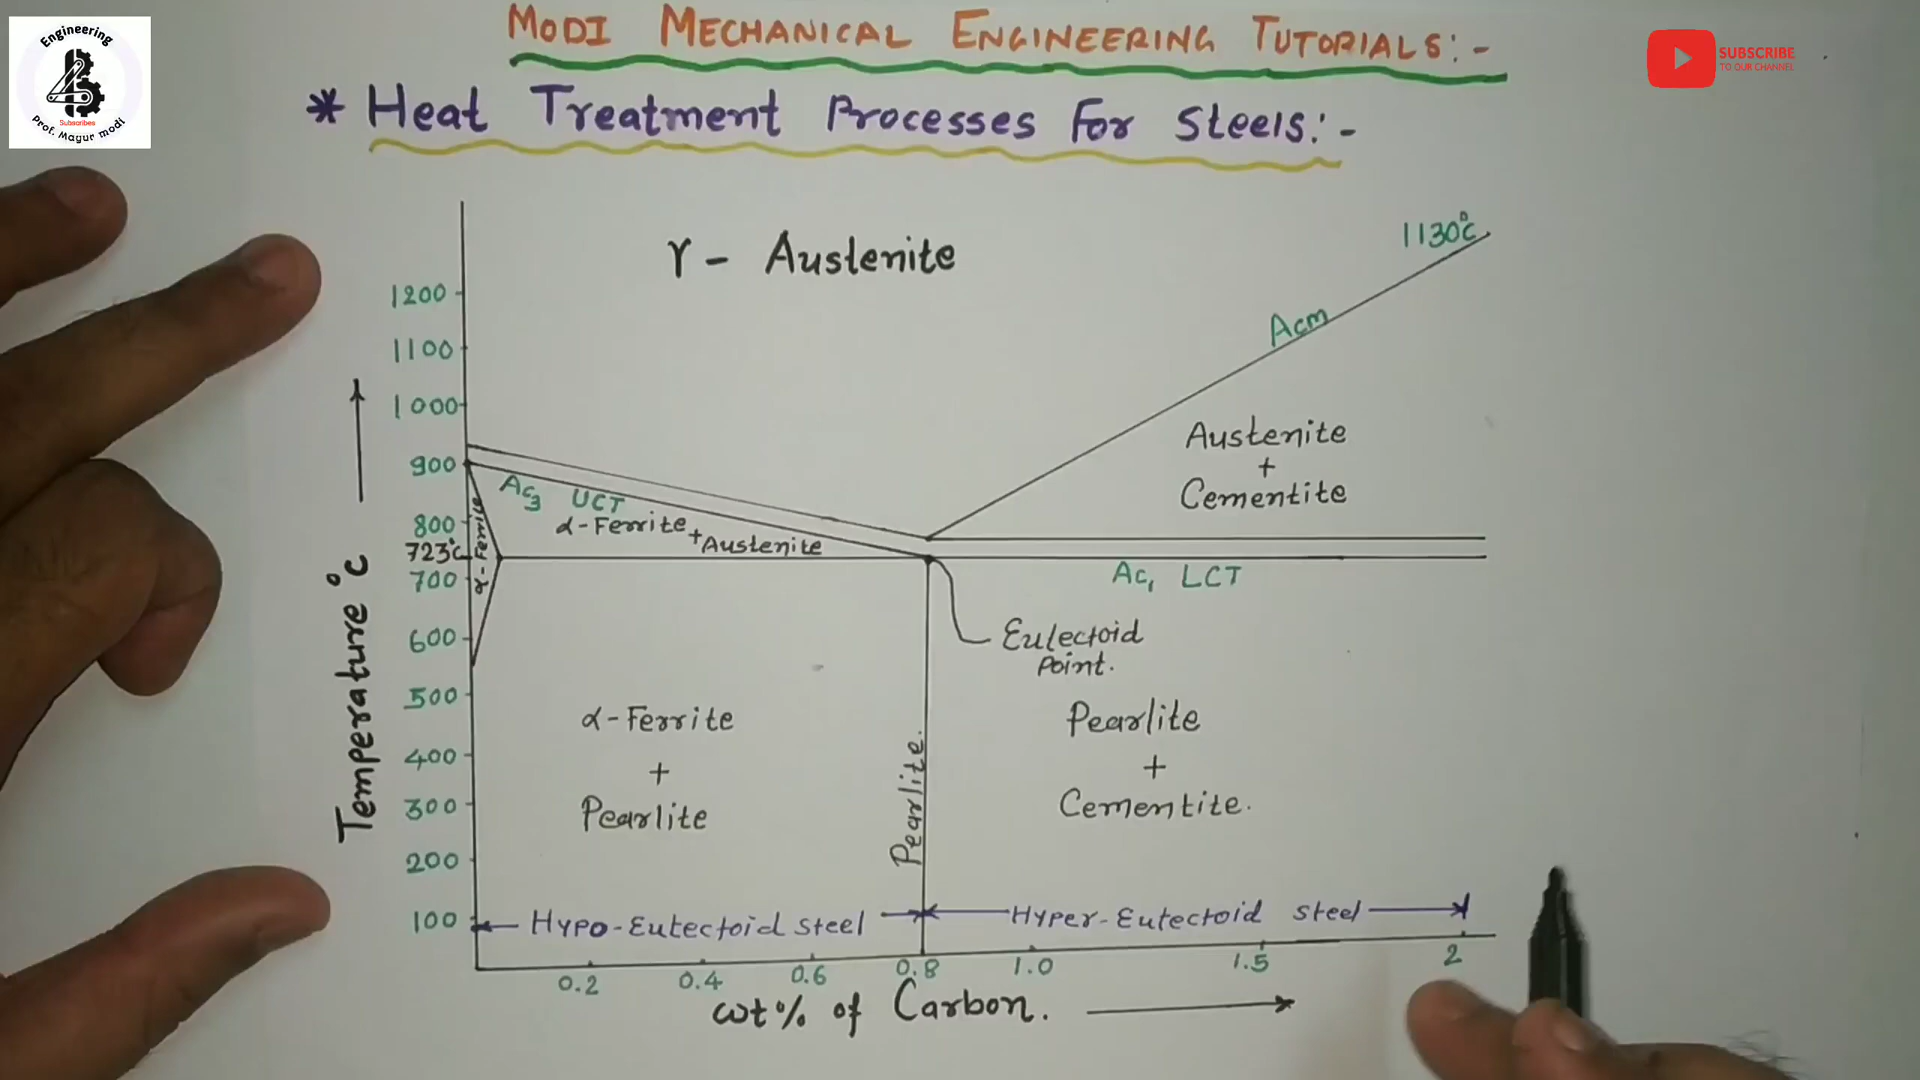 Engineering
Subscribes
Prof. Mayur modi
SUBSCRIBE
TO OUR CHANNEL
MODI MECHANICAL ENGINEERING TUTORIALS:-
* Heat Treatment Processes For Steels:-
γ - Austenite
1130°C
Acm
1200
1100
1000
900
800
723°C
700
600
500
400
300
200
100
Temperature °C
Ac3 UCT
α-Ferrite
α-Ferrite + Austenite
Austenite
+
Cementite
Ac1 LCT
Eutectoid
Point.
α-Ferrite
+
Pearlite
Pearlite.
Pearlite
+
Cementite.
Hypo-Eutectoid steel
Hyper-Eutectoid steel
0.2 0.4 0.6 0.8 1.0 1.5 2
wt% of Carbon.